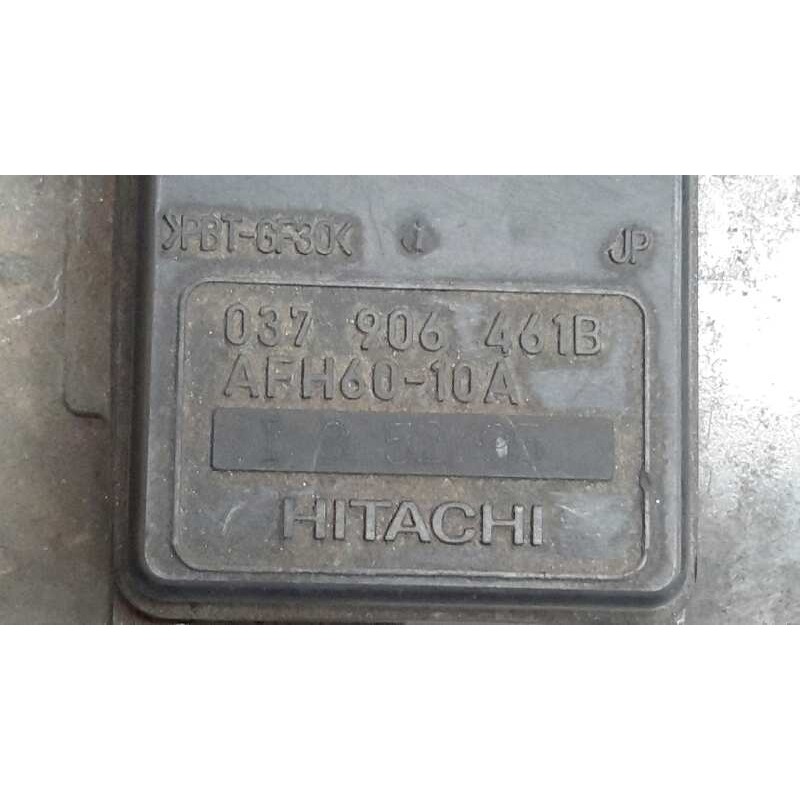 >PBT-GF30< JP
037 906 461B
AFH60-10A
HITACHI